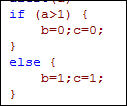 if (a>1) {
b=0;c=0;
}
else {
b=1;c=1;
}